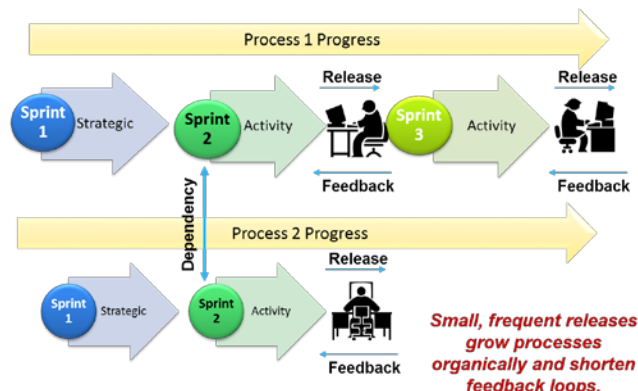 Process 1 Progress
Sprint
1
Strategic
Sprint
2
Activity
Release
Feedback
Sprint
3
Activity
Release
Feedback
Dependency
Process 2 Progress
Sprint
1
Strategic
Sprint
2
Activity
Release
Feedback
Small, frequent releases
grow processes
organically and shorten
feedback loops.